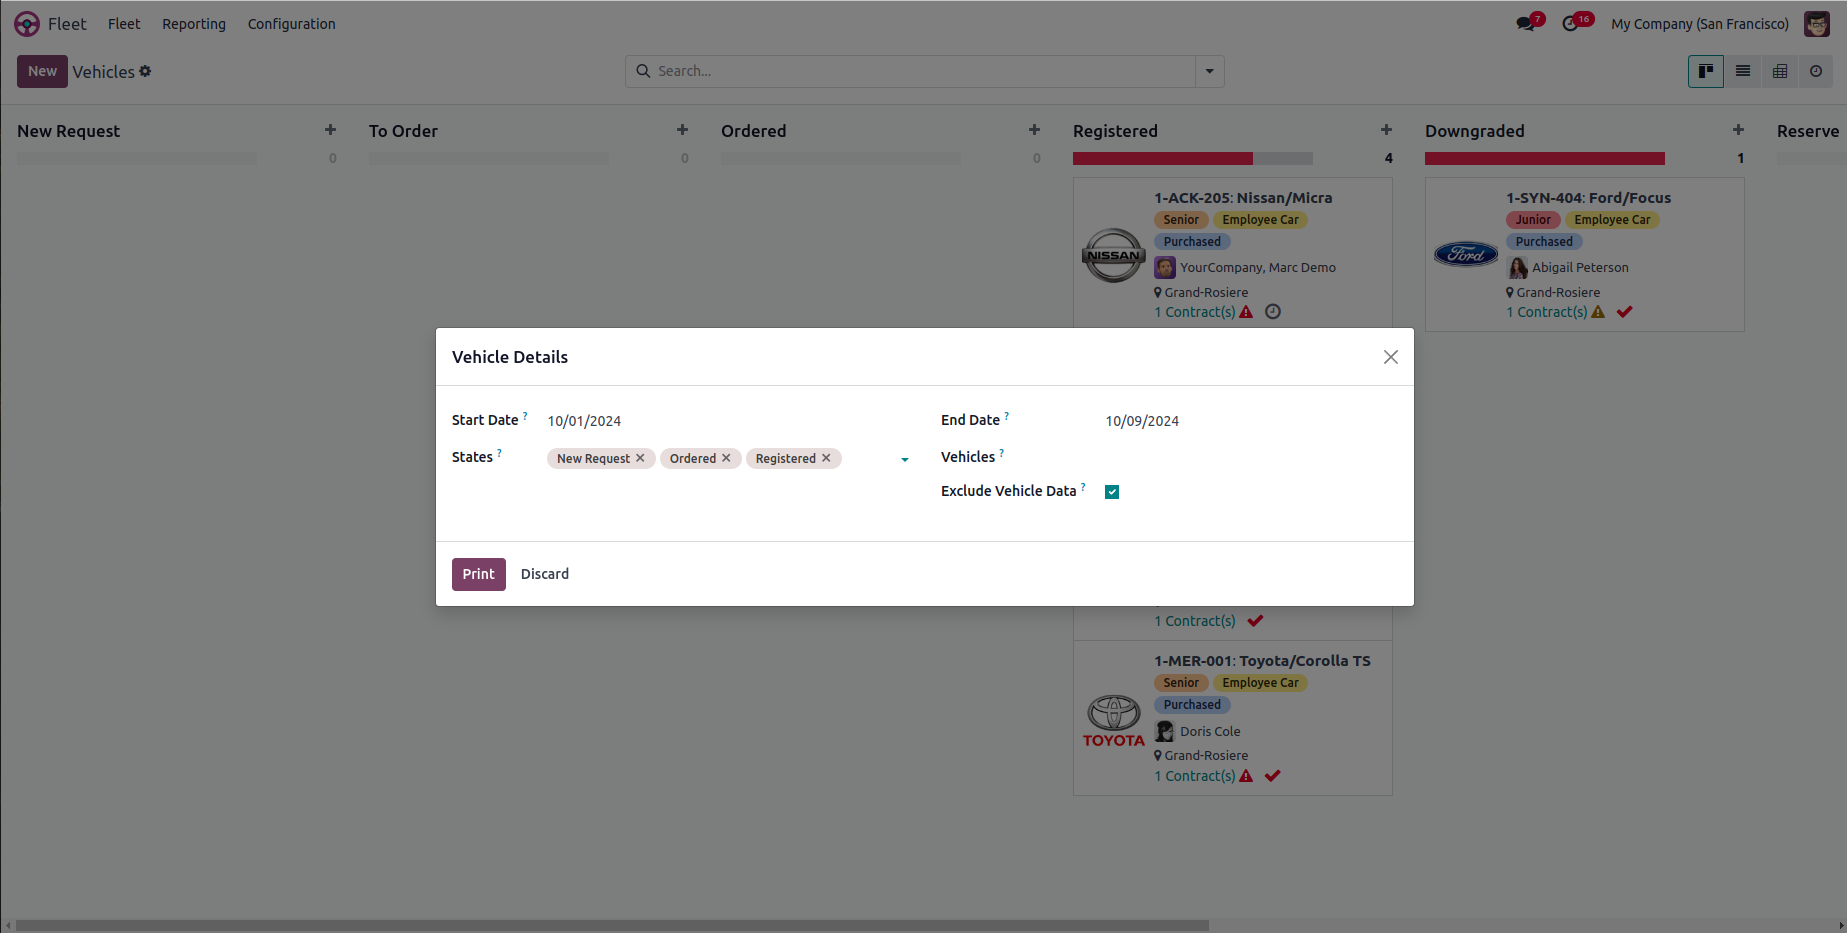 Fleet Fleet Reporting Configuration 7 16 My Company (San Francisco)
New Vehicles Search...
New Request To Order Ordered Registered Downgraded Reserve
0 0 0 4 1
1-ACK-205: Nissan/Micra
Senior Employee Car
Purchased
NISSAN
YourCompany, Marc Demo
Grand-Rosiere
1 Contract(s)
1-SYN-404: Ford/Focus
Junior Employee Car
Purchased
Ford
Abigail Peterson
Grand-Rosiere
1 Contract(s)
Vehicle Details
Start Date ? 10/01/2024
End Date ? 10/09/2024
States ? New Request Ordered Registered
Vehicles ?
Exclude Vehicle Data ?
Print Discard
1 Contract(s)
1-MER-001: Toyota/Corolla TS
Senior Employee Car
Purchased
TOYOTA
Doris Cole
Grand-Rosiere
1 Contract(s)